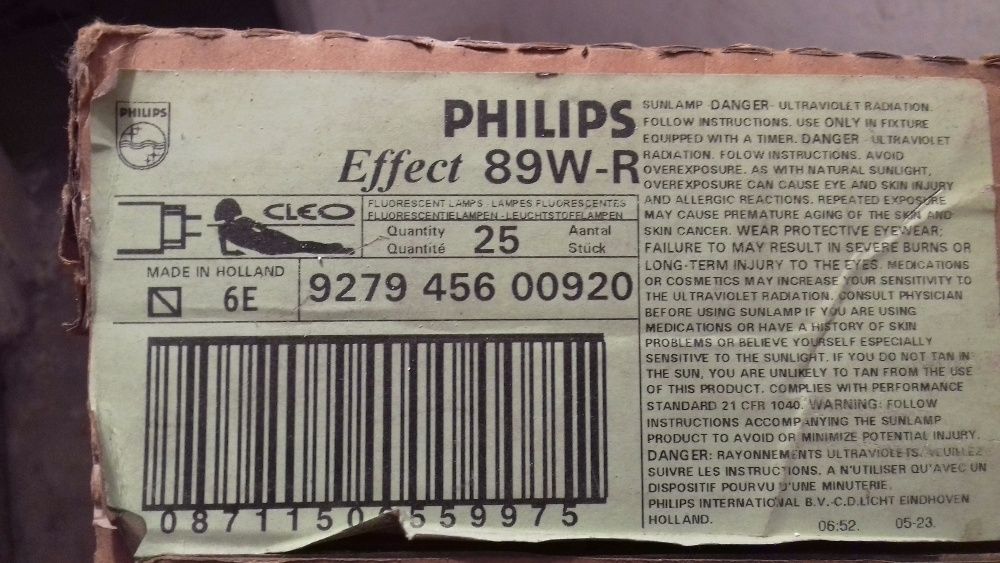 PHILIPS
PHILIPS
Effect 89W-R
CLEO
FLUORESCENT LAMPS - LAMPES FLUORESCENTES
FLUORESCENTIELAMPEN - LEUCHTSTOFFLAMPEN
Quantity 25 Aantal
Quantité Stück
MADE IN HOLLAND
6E
9279 456 00920
SUNLAMP DANGER - ULTRAVIOLET RADIATION.
FOLLOW INSTRUCTIONS. USE ONLY IN FIXTURE
EQUIPPED WITH A TIMER. DANGER - ULTRAVIOLET
RADIATION. FOLOW INSTRUCTIONS. AVOID
OVEREXPOSURE. AS WITH NATURAL SUNLIGHT,
OVEREXPOSURE CAN CAUSE EYE AND SKIN INJURY
AND ALLERGIC REACTIONS. REPEATED EXPOSURE
MAY CAUSE PREMATURE AGING OF THE SKIN AND
SKIN CANCER. WEAR PROTECTIVE EYEWEAR;
FAILURE TO MAY RESULT IN SEVERE BURNS OR
LONG-TERM INJURY TO THE EYES. MEDICATIONS
OR COSMETICS MAY INCREASE YOUR SENSITIVITY TO
THE ULTRAVIOLET RADIATION. CONSULT PHYSICIAN
BEFORE USING SUNLAMP IF YOU ARE USING
MEDICATIONS OR HAVE A HISTORY OF SKIN
PROBLEMS OR BELIEVE YOURSELF ESPECIALLY
SENSITIVE TO THE SUNLIGHT. IF YOU DO NOT TAN IN
THE SUN, YOU ARE UNLIKELY TO TAN FROM THE USE
OF THIS PRODUCT. COMPLIES WITH PERFORMANCE
STANDARD 21 CFR 1040. WARNING: FOLLOW
INSTRUCTIONS ACCOMPANYING THE SUNLAMP
PRODUCT TO AVOID OR MINIMIZE POTENTIAL INJURY.
DANGER: RAYONNEMENTS ULTRAVIOLETS. VEUILLEZ
SUIVRE LES INSTRUCTIONS. A N'UTILISER QU'AVEC UN
DISPOSITIF POURVU D'UNE MINUTERIE.
PHILIPS INTERNATIONAL B.V.-C.D.LICHT EINDHOVEN
HOLLAND. 06:52. 05-23.